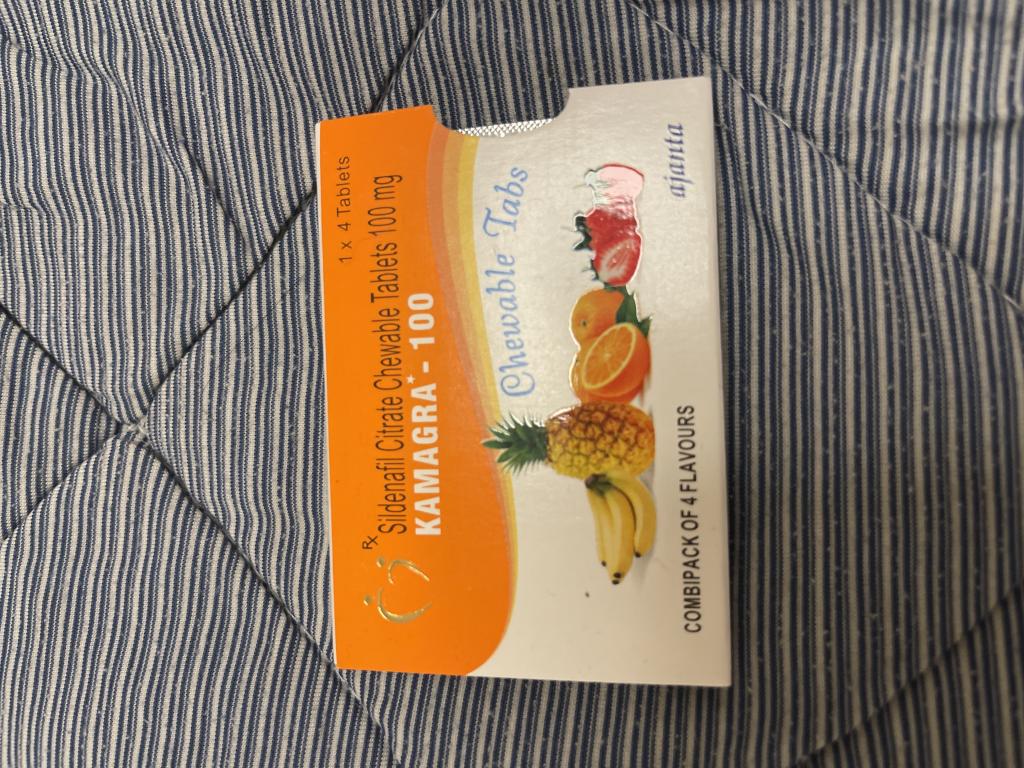 1 x 4 Tablets
Rx
Sildenafil Citrate Chewable Tablets 100 mg
KAMAGRA* - 100
Chewable Tabs
COMBIPACK OF 4 FLAVOURS
ajanta